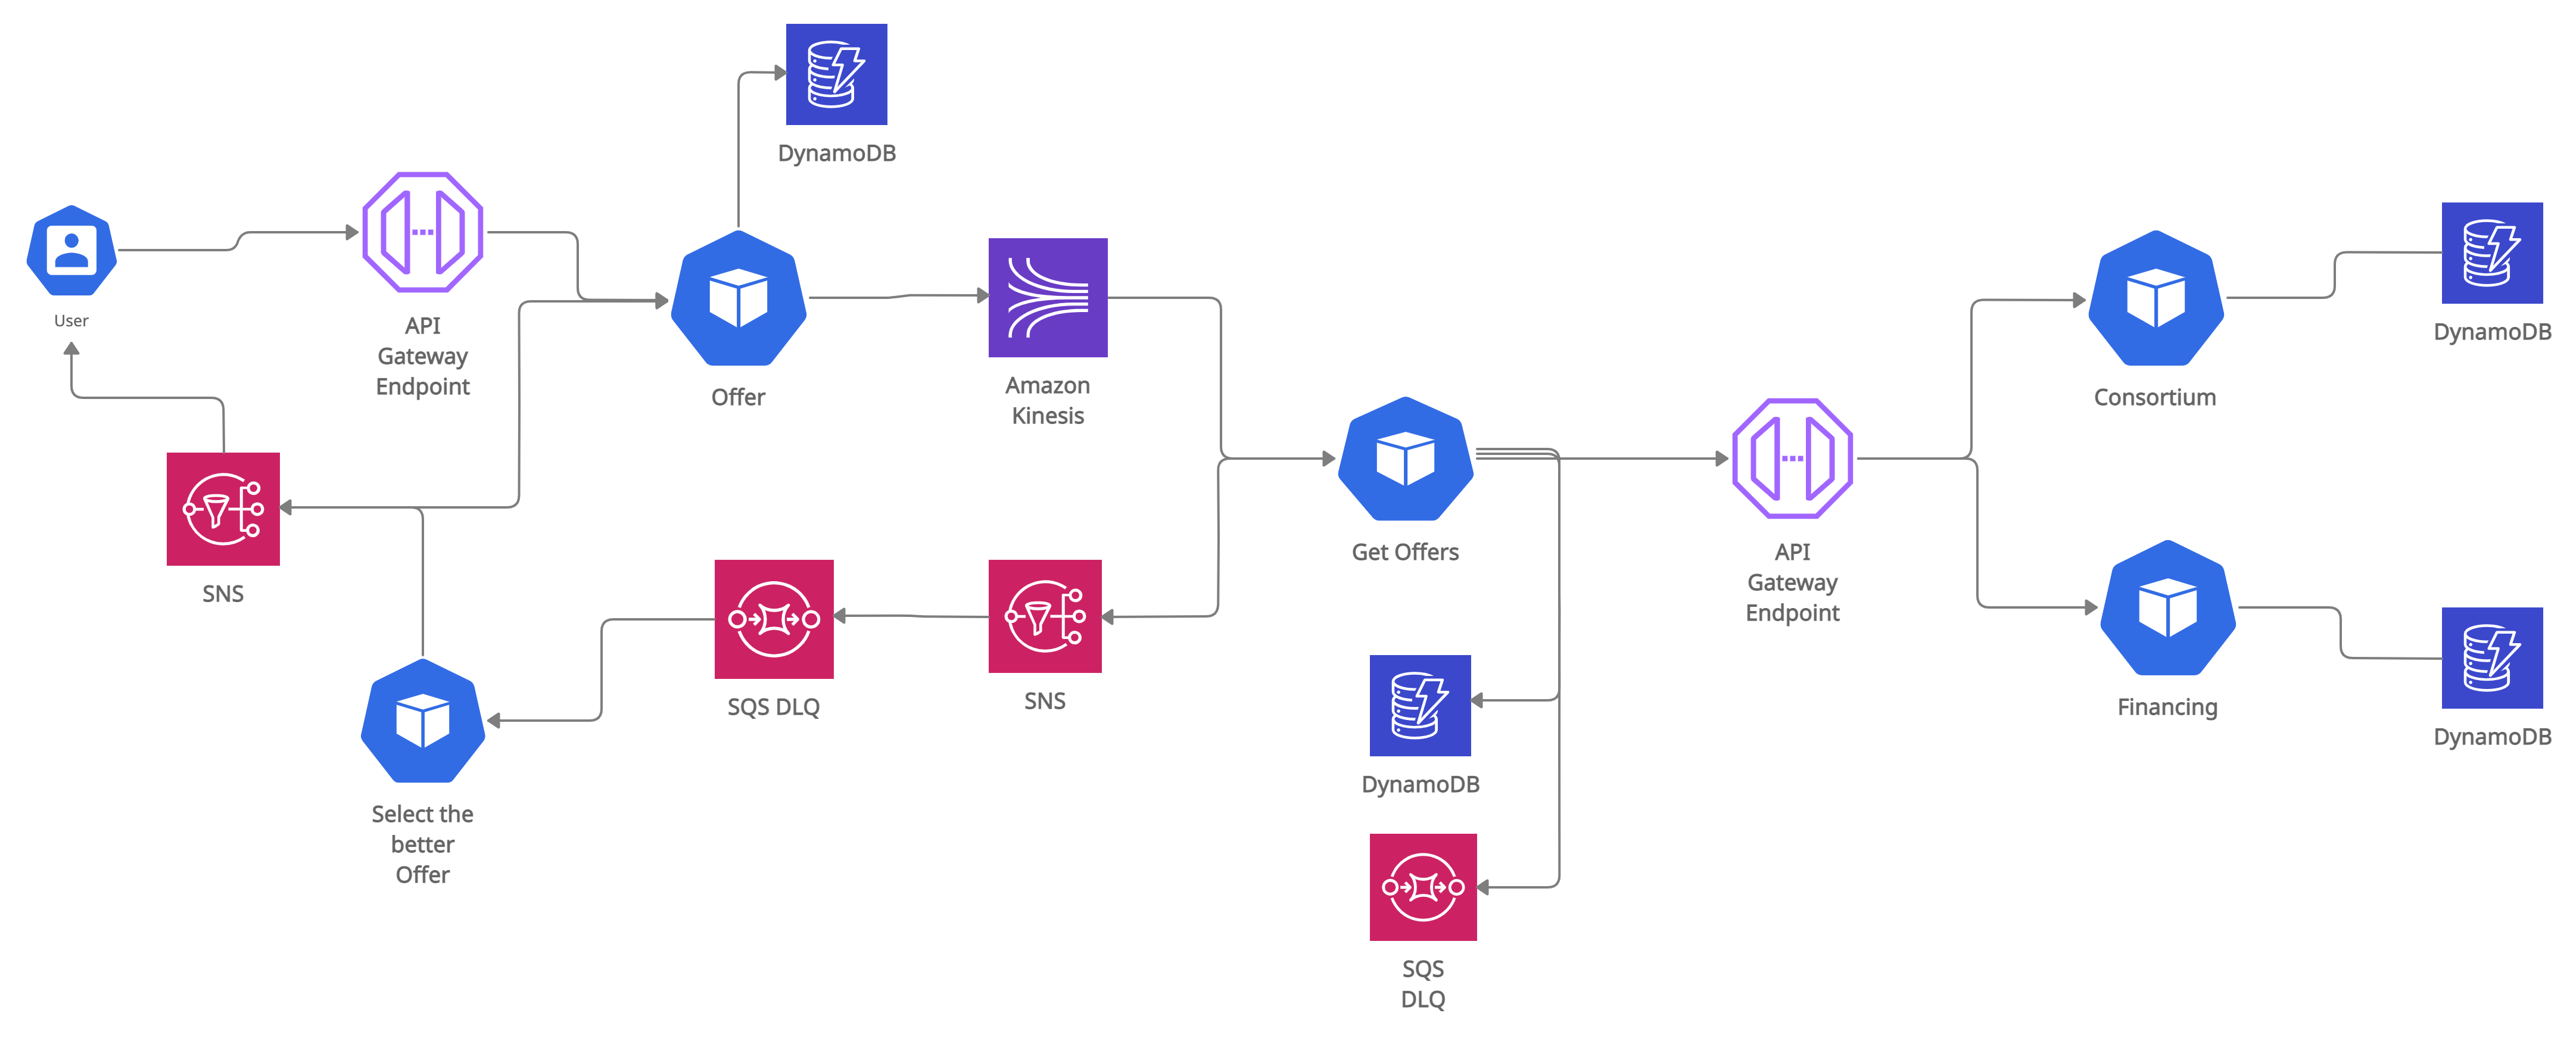 DynamoDB
User
API
Gateway
Endpoint
Offer
Amazon
Kinesis
Consortium
DynamoDB
Get Offers
API
Gateway
Endpoint
SNS
SQS DLQ
SNS
Financing
DynamoDB
DynamoDB
Select the
better
Offer
SQS
DLQ